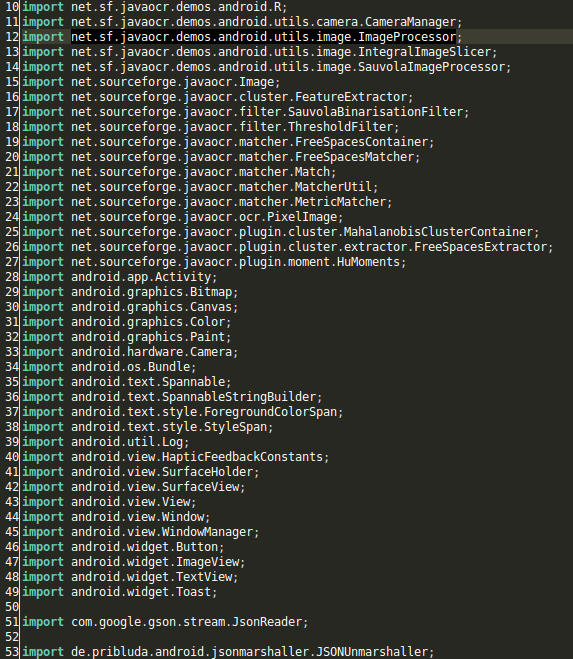 10 import net.sf.javaocr.demos.android.R;
11 import net.sf.javaocr.demos.android.utils.camera.CameraManager;
12 import net.sf.javaocr.demos.android.utils.image.ImageProcessor;
13 import net.sf.javaocr.demos.android.utils.image.IntegralImageSlicer;
14 import net.sf.javaocr.demos.android.utils.image.SauvolaImageProcessor;
15 import net.sourceforge.javaocr.Image;
16 import net.sourceforge.javaocr.cluster.FeatureExtractor;
17 import net.sourceforge.javaocr.filter.SauvolaBinarisationFilter;
18 import net.sourceforge.javaocr.filter.ThresholdFilter;
19 import net.sourceforge.javaocr.matcher.FreeSpacesContainer;
20 import net.sourceforge.javaocr.matcher.FreeSpacesMatcher;
21 import net.sourceforge.javaocr.matcher.Match;
22 import net.sourceforge.javaocr.matcher.MatcherUtil;
23 import net.sourceforge.javaocr.matcher.MetricMatcher;
24 import net.sourceforge.javaocr.ocr.PixelImage;
25 import net.sourceforge.javaocr.plugin.cluster.MahalanobisClusterContainer;
26 import net.sourceforge.javaocr.plugin.cluster.extractor.FreeSpacesExtractor;
27 import net.sourceforge.javaocr.plugin.moment.HuMoments;
28 import android.app.Activity;
29 import android.graphics.Bitmap;
30 import android.graphics.Canvas;
31 import android.graphics.Color;
32 import android.graphics.Paint;
33 import android.hardware.Camera;
34 import android.os.Bundle;
35 import android.text.Spannable;
36 import android.text.SpannableStringBuilder;
37 import android.text.style.ForegroundColorSpan;
38 import android.text.style.StyleSpan;
39 import android.util.Log;
40 import android.view.HapticFeedbackConstants;
41 import android.view.SurfaceHolder;
42 import android.view.SurfaceView;
43 import android.view.View;
44 import android.view.Window;
45 import android.view.WindowManager;
46 import android.widget.Button;
47 import android.widget.ImageView;
48 import android.widget.TextView;
49 import android.widget.Toast;
50
51 import com.google.gson.stream.JsonReader;
52
53 import de.pribluda.android.jsonmarshaller.JSONUnmarshaller;